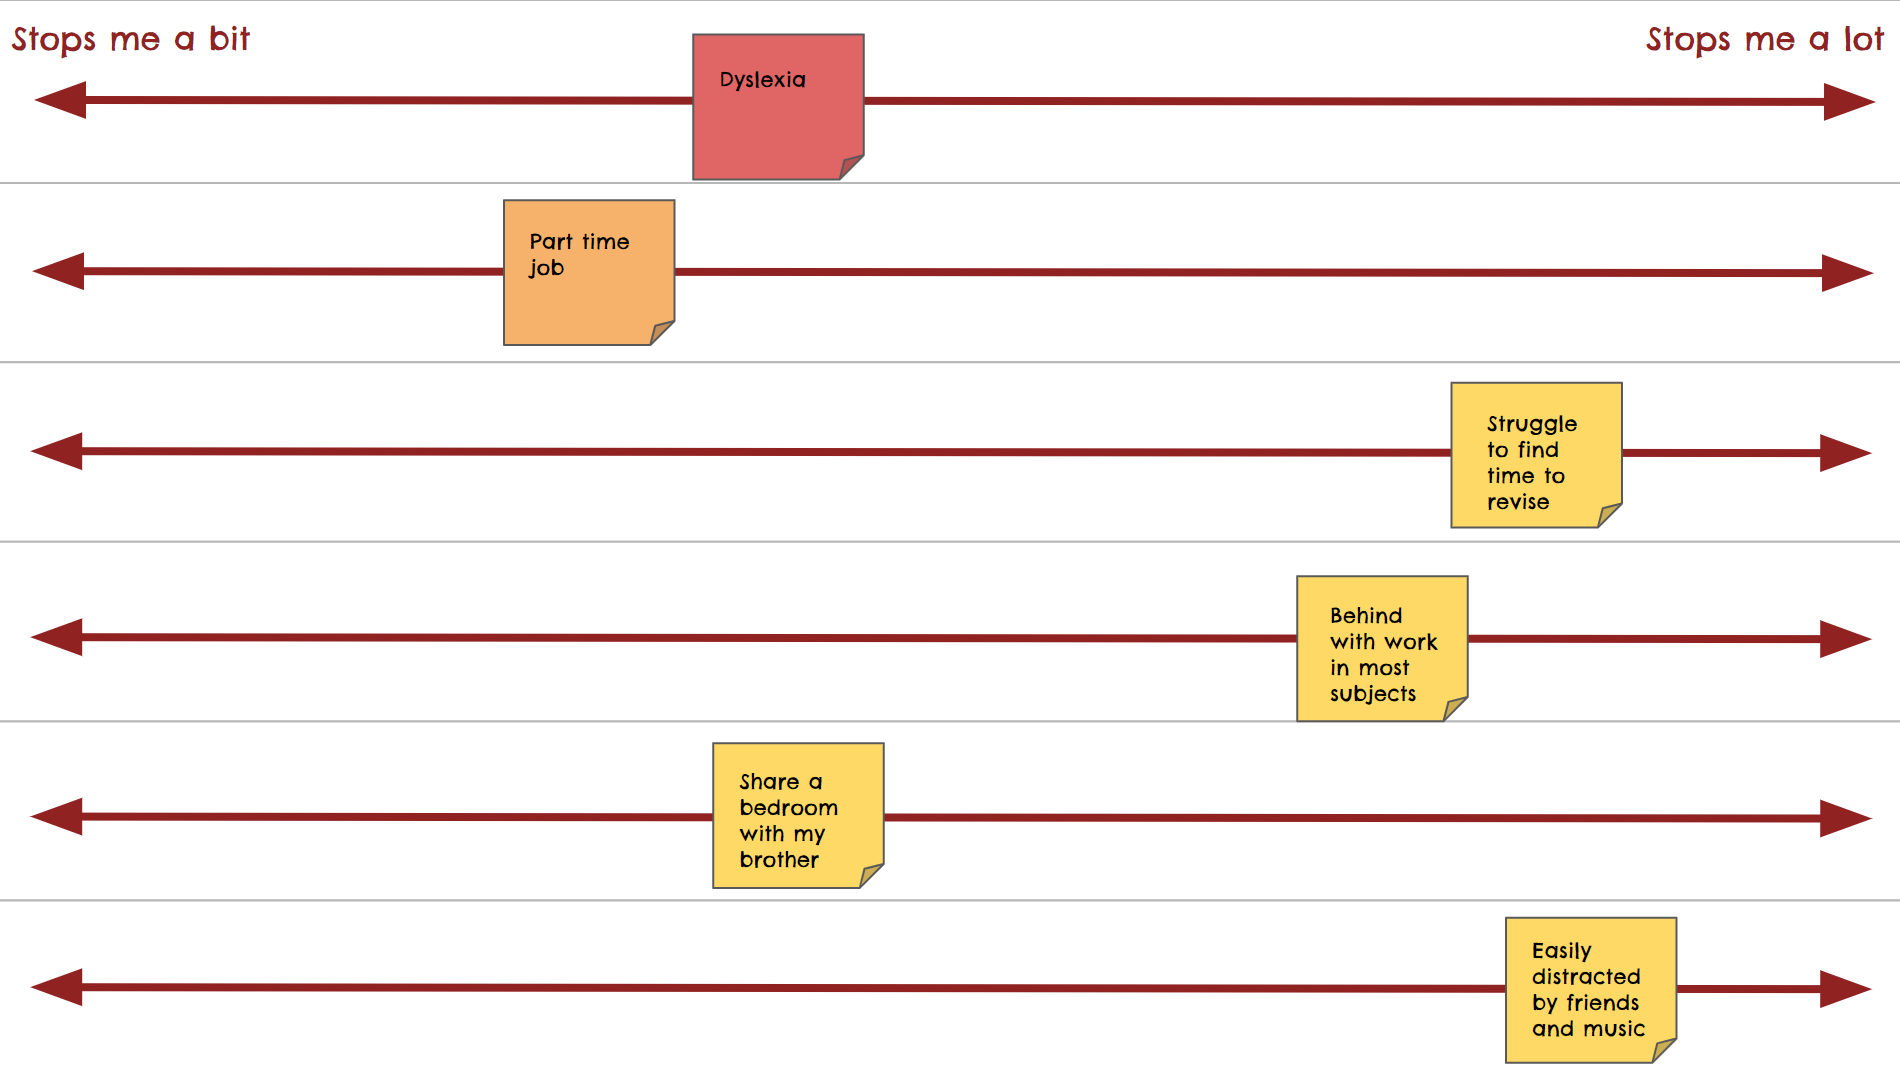 Stops me a bit
Stops me a lot
Dyslexia
Part time
job
Struggle
to find
time to
revise
Behind
with work
in most
subjects
Share a
bedroom
with my
brother
Easily
distracted
by friends
and music